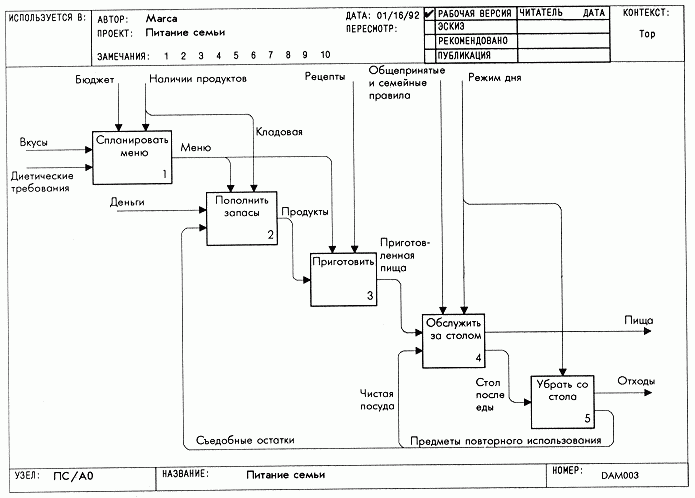 ИСПОЛЬЗУЕТСЯ В:
АВТОР: Marca
ДАТА: 01/16/92
РАБОЧАЯ ВЕРСИЯ
ЧИТАТЕЛЬ ДАТА
КОНТЕКСТ:
ПРОЕКТ: Питание семьи
ПЕРЕСМОТР:
ЭСКИЗ
Top
РЕКОМЕНДОВАНО
ЗАМЕЧАНИЯ: 1 2 3 4 5 6 7 8 9 10
ПУБЛИКАЦИЯ
Бюджет
Наличии продуктов
Рецепты
Общепринятые
и семейные
правила
Режим дня
Вкусы
Диетические
требования
Спланировать
меню
1
Меню
Кладовая
Деньги
Пополнить
запасы
2
Продукты
Приготовить
3
Приготов-
ленная
пища
Обслужить
за столом
4
Пища
Чистая
посуда
Стол
после
еды
Убрать со
стола
5
Отходы
Съедобные остатки
Предметы повторного использования
УЗЕЛ: ПС/А0
НАЗВАНИЕ: Питание семьи
НОМЕР:
DAM003